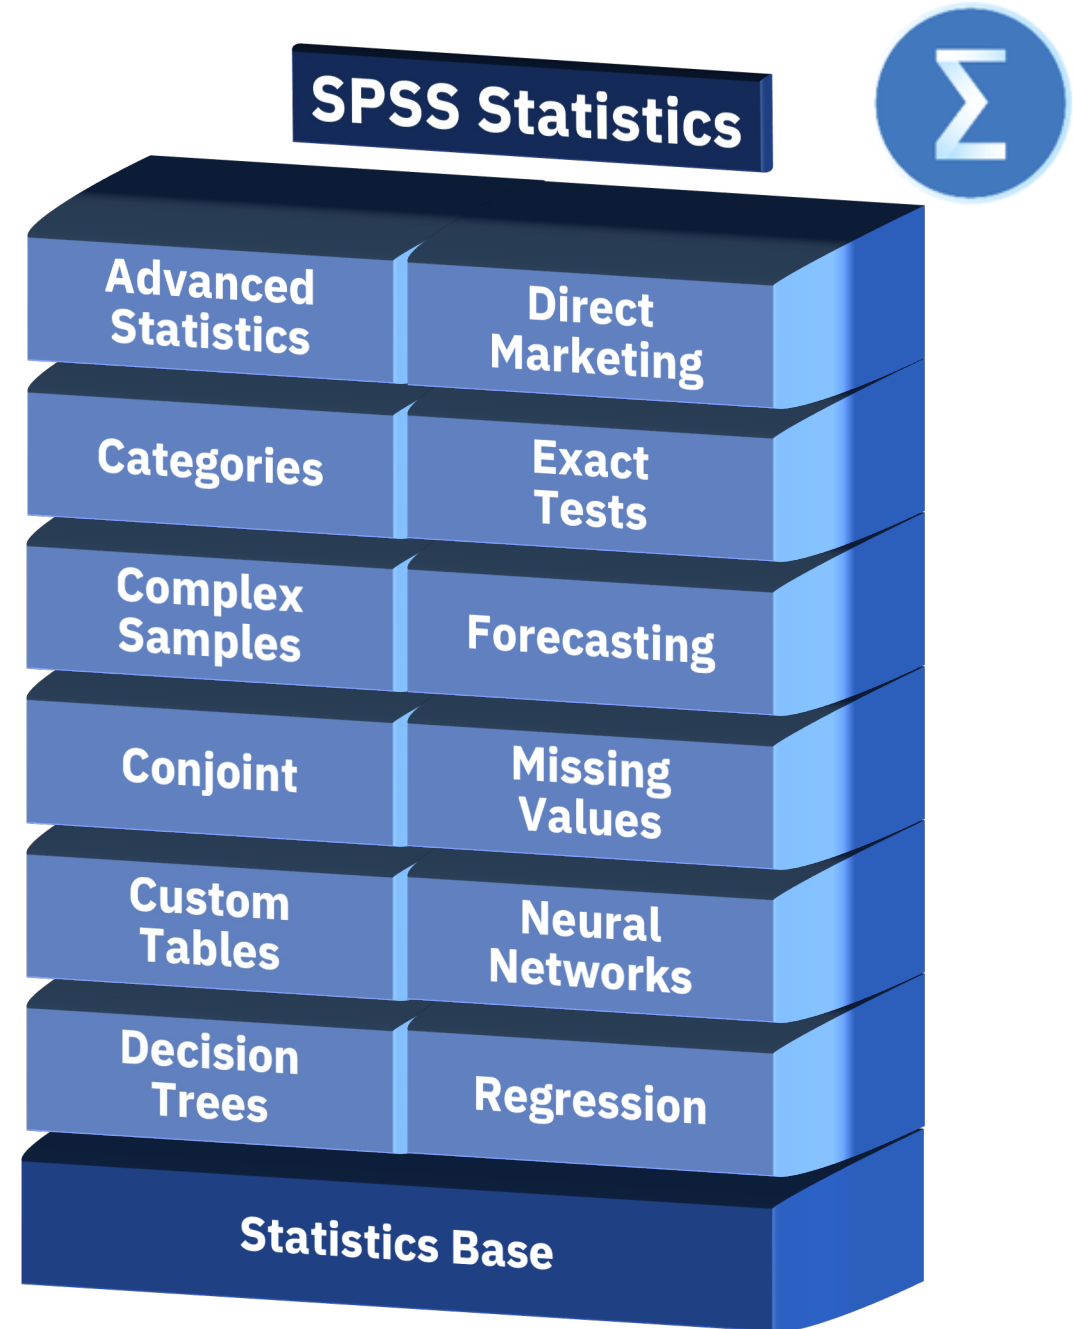 SPSS Statistics
Σ
Advanced
Statistics
Direct
Marketing
Categories
Exact
Tests
Complex
Samples
Forecasting
Conjoint
Missing
Values
Custom
Tables
Neural
Networks
Decision
Trees
Regression
Statistics Base